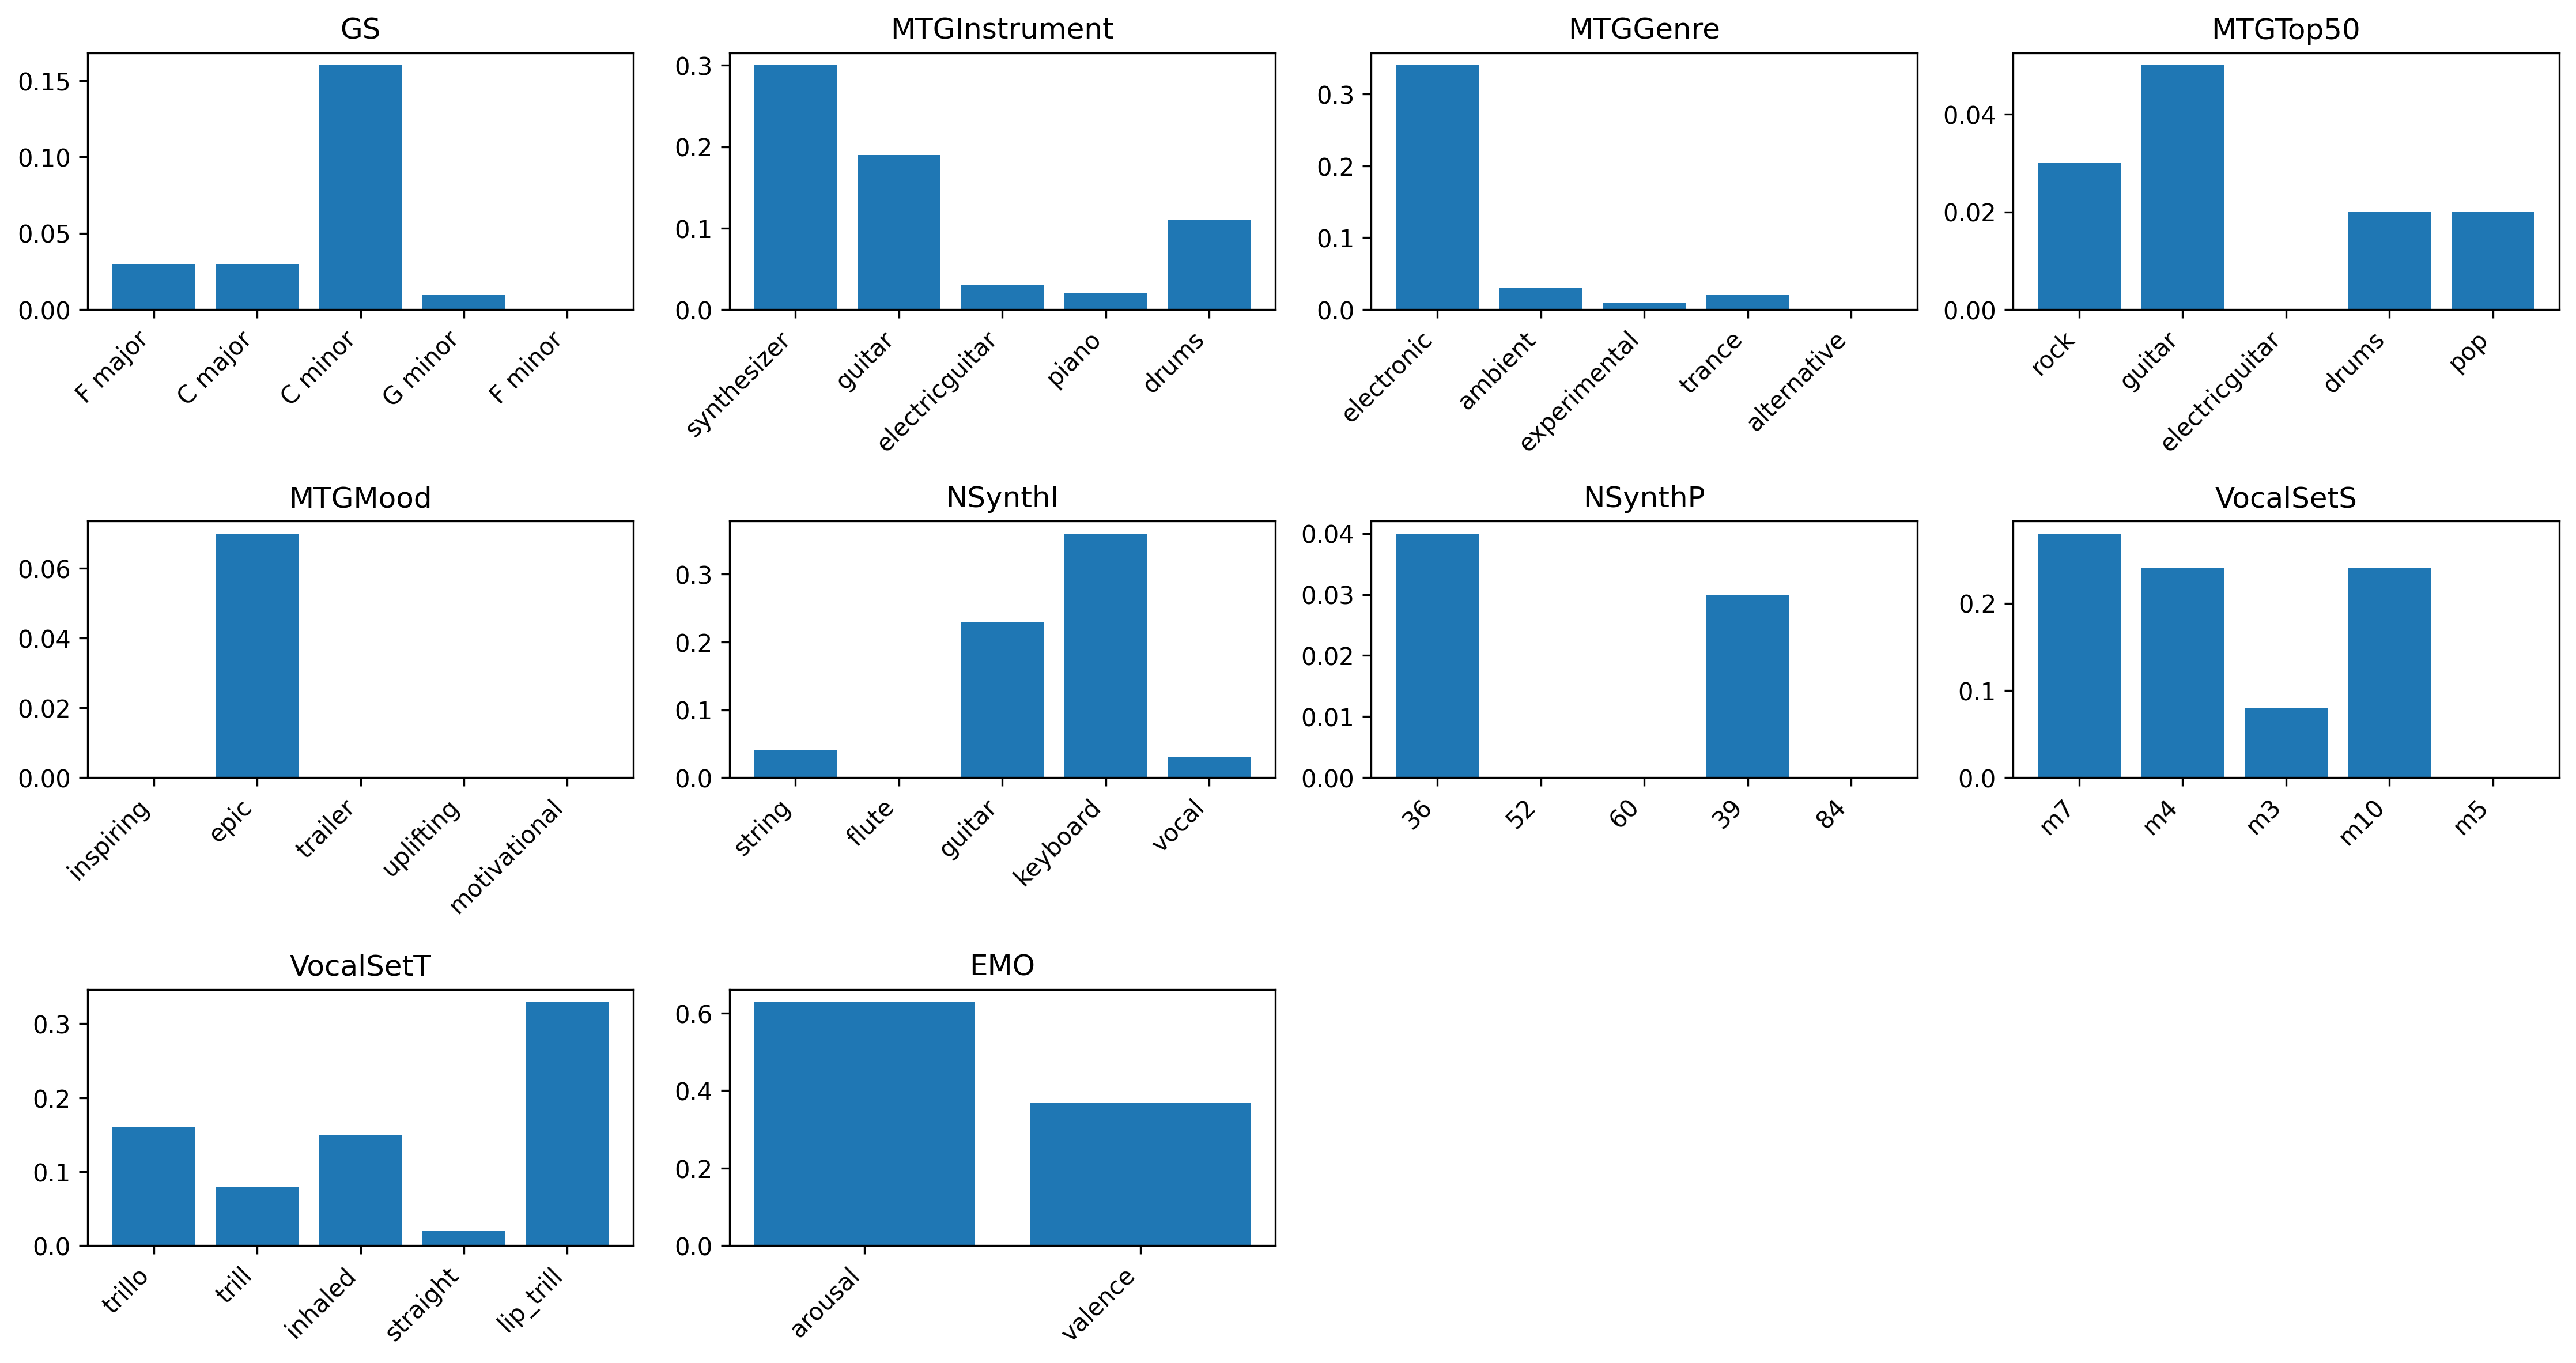 GS
0.15
0.10
0.05
0.00
F major
C major
C minor
G minor
F minor
MTGInstrument
0.3
0.2
0.1
0.0
synthesizer
guitar
electricguitar
piano
drums
MTGGenre
0.3
0.2
0.1
0.0
electronic
ambient
experimental
trance
alternative
MTGTop50
0.04
0.02
0.00
rock
guitar
electricguitar
drums
pop
MTGMood
0.06
0.04
0.02
0.00
inspiring
epic
trailer
uplifting
motivational
NSynthI
0.3
0.2
0.1
0.0
string
flute
guitar
keyboard
vocal
NSynthP
0.04
0.03
0.02
0.01
0.00
36
52
60
39
84
VocalSetS
0.2
0.1
0.0
m7
m4
m3
m10
m5
VocalSetT
0.3
0.2
0.1
0.0
trillo
trill
inhaled
straight
lip_trill
EMO
0.6
0.4
0.2
0.0
arousal
valence